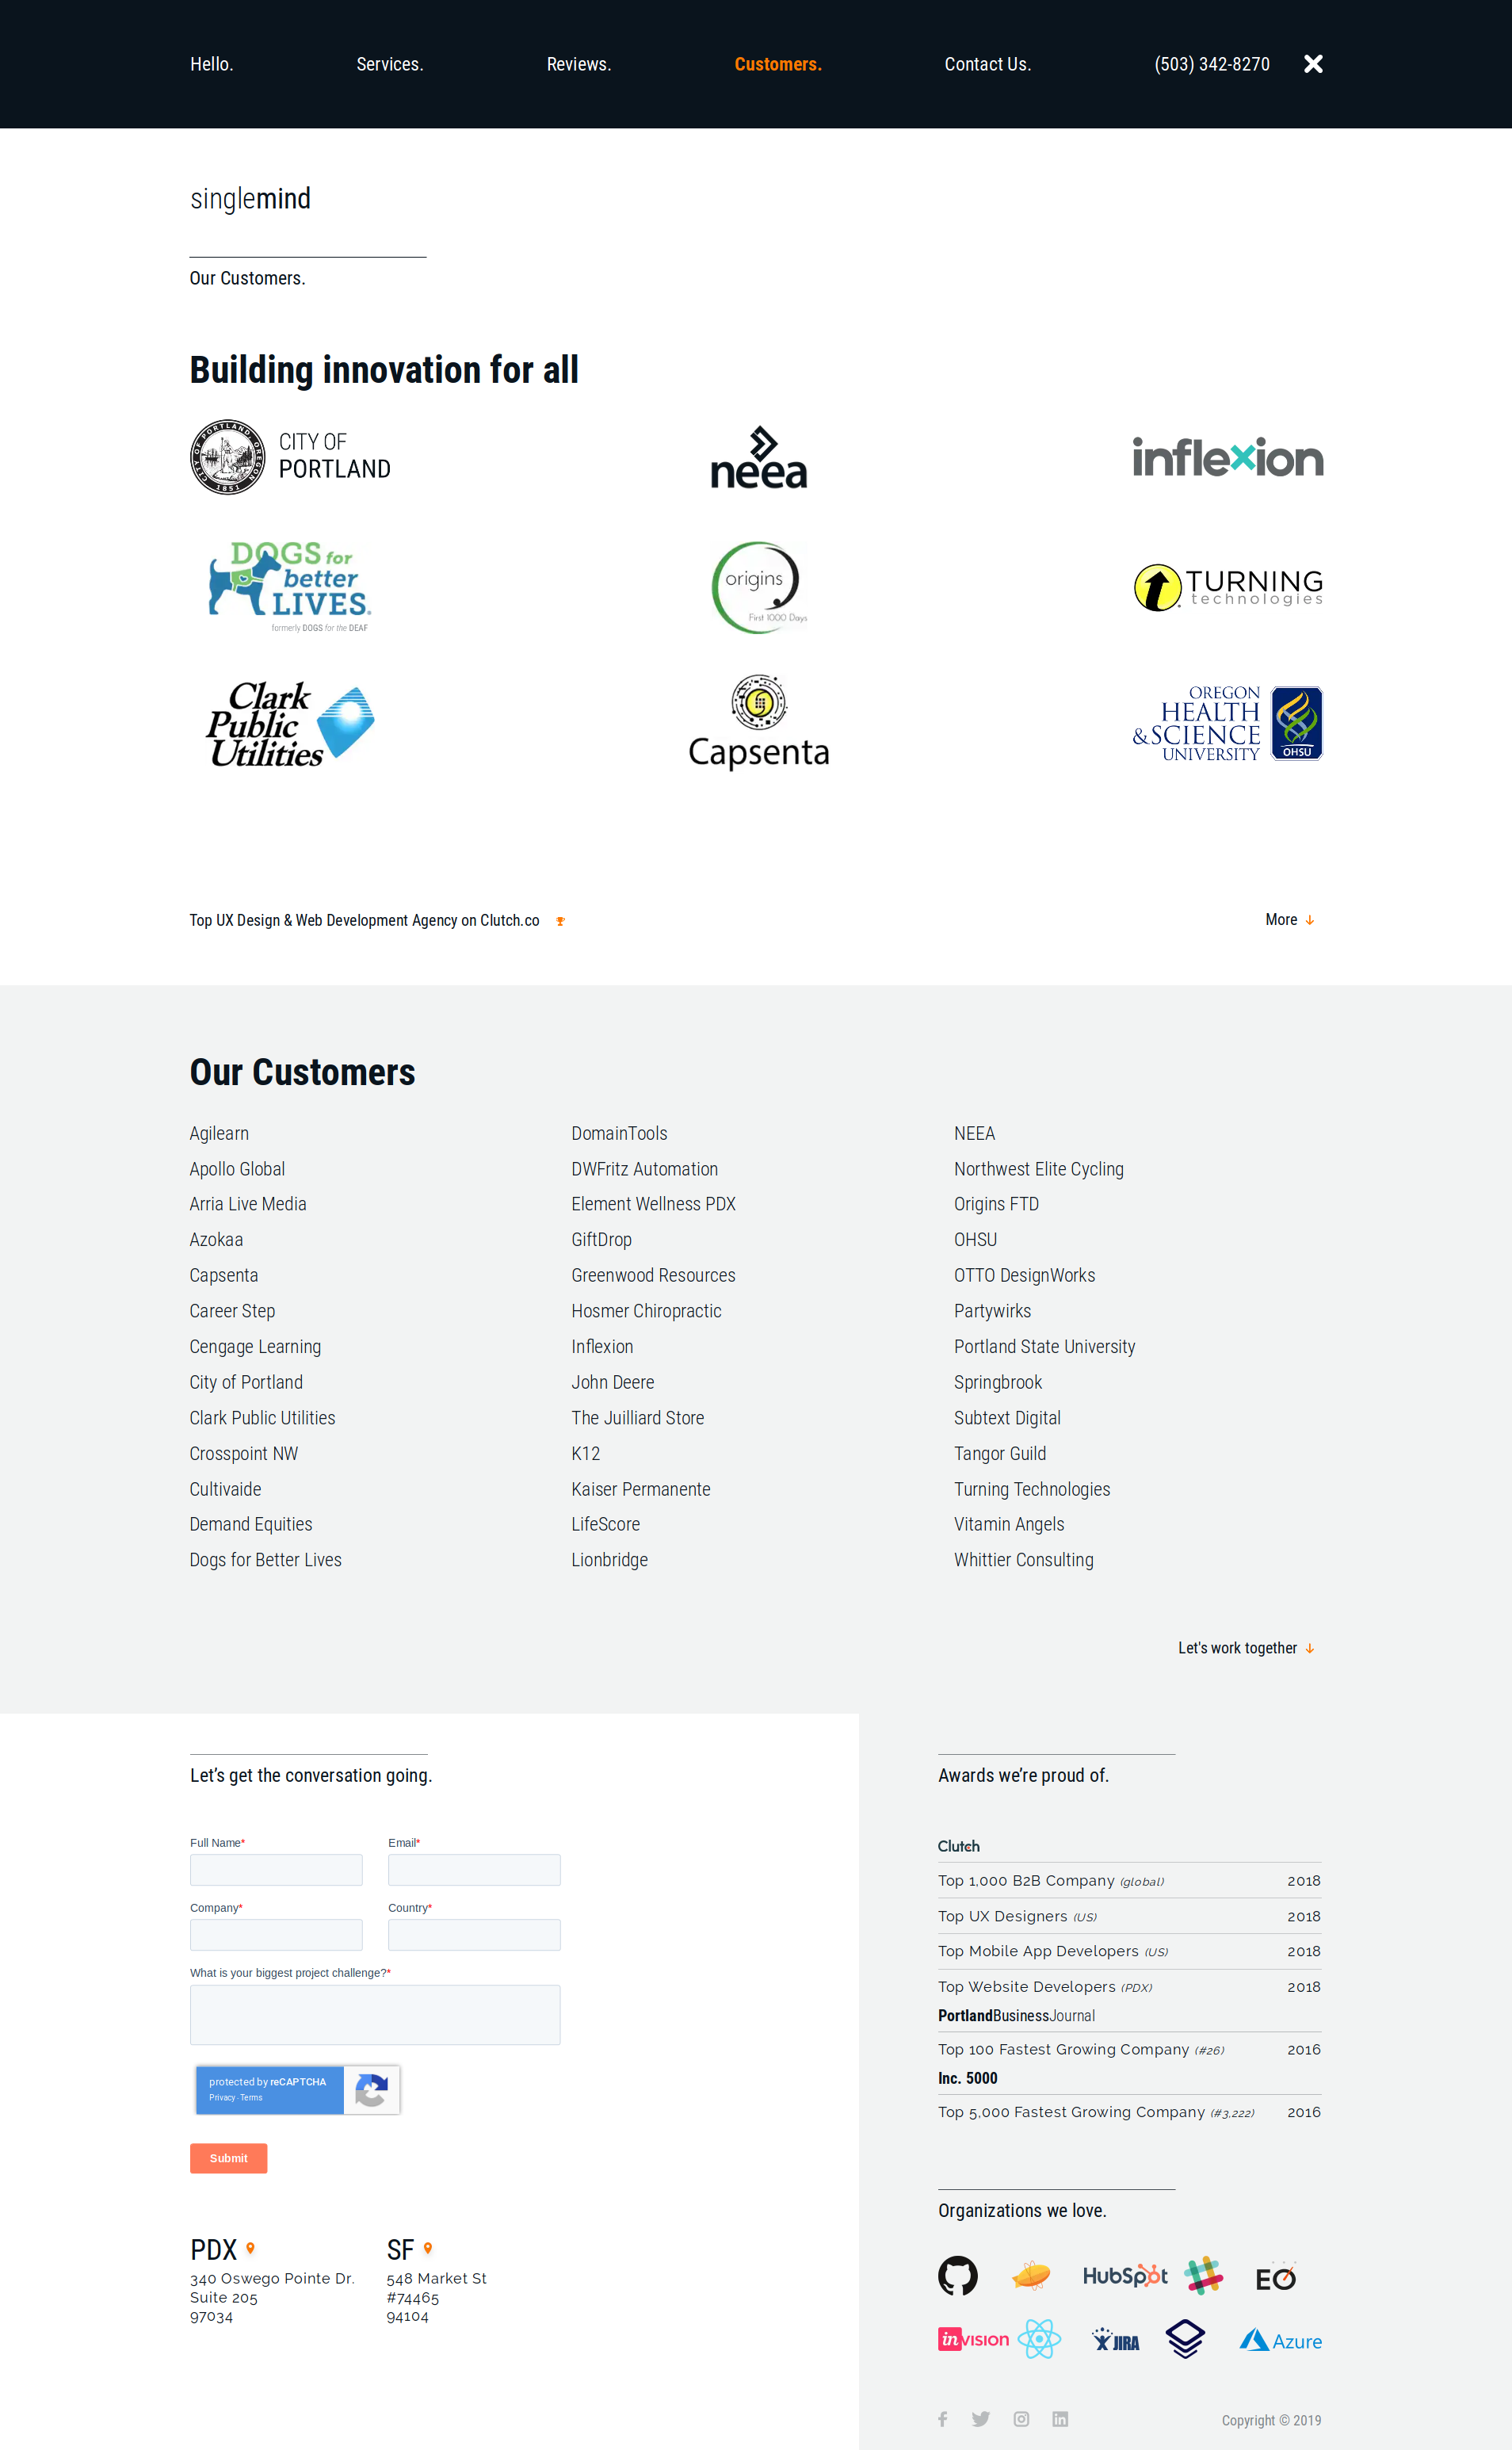 Hello. Services. Reviews. Customers. Contact Us. (503) 342-8270
singlemind
Our Customers.
Building innovation for all
CITY OF PORTLAND, OREGON
1851
CITY OF
PORTLAND
neea
inflexion
DOGS for
better
LIVES.
formerly DOGS for the DEAF
origins
First 1000 Days
TURNING
technologies
Clark
Public
Utilities
Capsenta
OREGON
HEALTH
&SCIENCE
UNIVERSITY
OHSU
Top UX Design & Web Development Agency on Clutch.co
More
Our Customers
Agilearn
Apollo Global
Arria Live Media
Azokaa
Capsenta
Career Step
Cengage Learning
City of Portland
Clark Public Utilities
Crosspoint NW
Cultivaide
Demand Equities
Dogs for Better Lives
DomainTools
DWFritz Automation
Element Wellness PDX
GiftDrop
Greenwood Resources
Hosmer Chiropractic
Inflexion
John Deere
The Juilliard Store
K12
Kaiser Permanente
LifeScore
Lionbridge
NEEA
Northwest Elite Cycling
Origins FTD
OHSU
OTTO DesignWorks
Partywirks
Portland State University
Springbrook
Subtext Digital
Tangor Guild
Turning Technologies
Vitamin Angels
Whittier Consulting
Let's work together
Let’s get the conversation going.
Full Name*
Email*
Company*
Country*
What is your biggest project challenge?*
protected by reCAPTCHA
Privacy - Terms
Submit
PDX
340 Oswego Pointe Dr.
Suite 205
97034
SF
548 Market St
#74465
94104
Awards we’re proud of.
Clutch
Top 1,000 B2B Company (global) 2018
Top UX Designers (US) 2018
Top Mobile App Developers (US) 2018
Top Website Developers (PDX) 2018
PortlandBusinessJournal
Top 100 Fastest Growing Company (#26) 2016
Inc. 5000
Top 5,000 Fastest Growing Company (#3,222) 2016
Organizations we love.
HubSpot
EO
inVISION
JIRA
Azure
Copyright © 2019